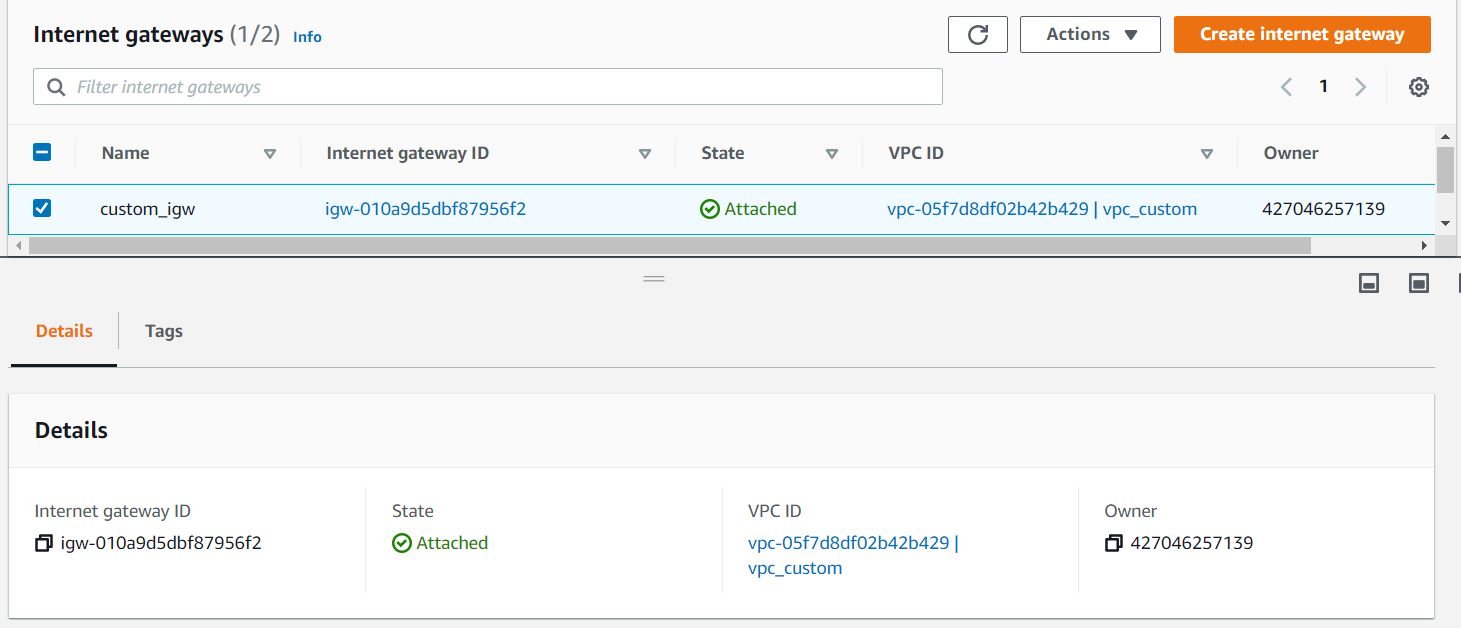 Internet gateways (1/2) Info
Actions
Create internet gateway
Filter internet gateways
1
Name Internet gateway ID State VPC ID Owner
custom_igw igw-010a9d5dbf87956f2 Attached vpc-05f7d8df02b42b429 | vpc_custom 427046257139
Details Tags
Details
Internet gateway ID State VPC ID Owner
igw-010a9d5dbf87956f2 Attached vpc-05f7d8df02b42b429 | 427046257139
vpc_custom